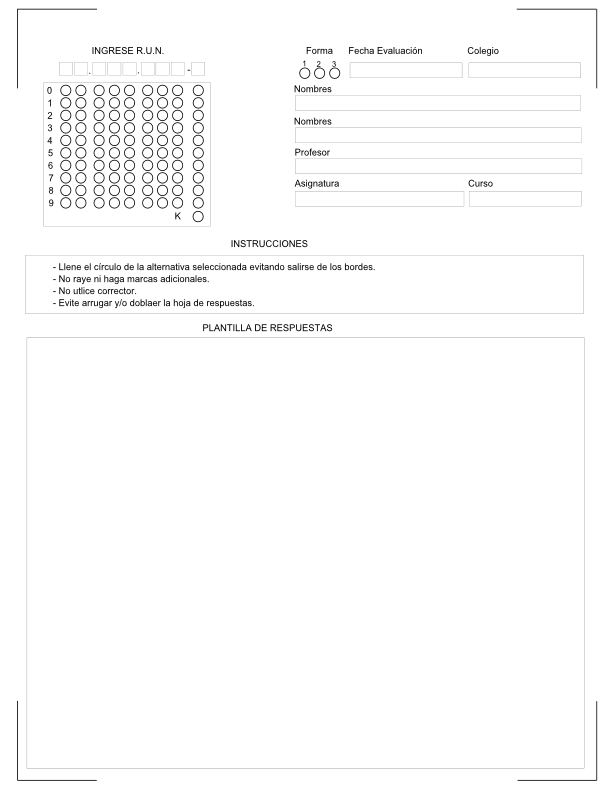 INGRESE R.U.N.
Forma Fecha Evaluación Colegio
. . -
1 2 3
0
1
2
3
4
5
6
7
8
9
K
Nombres
Nombres
Profesor
Asignatura Curso
INSTRUCCIONES
- Llene el círculo de la alternativa seleccionada evitando salirse de los bordes.
- No raye ni haga marcas adicionales.
- No utlice corrector.
- Evite arrugar y/o doblaer la hoja de respuestas.
PLANTILLA DE RESPUESTAS